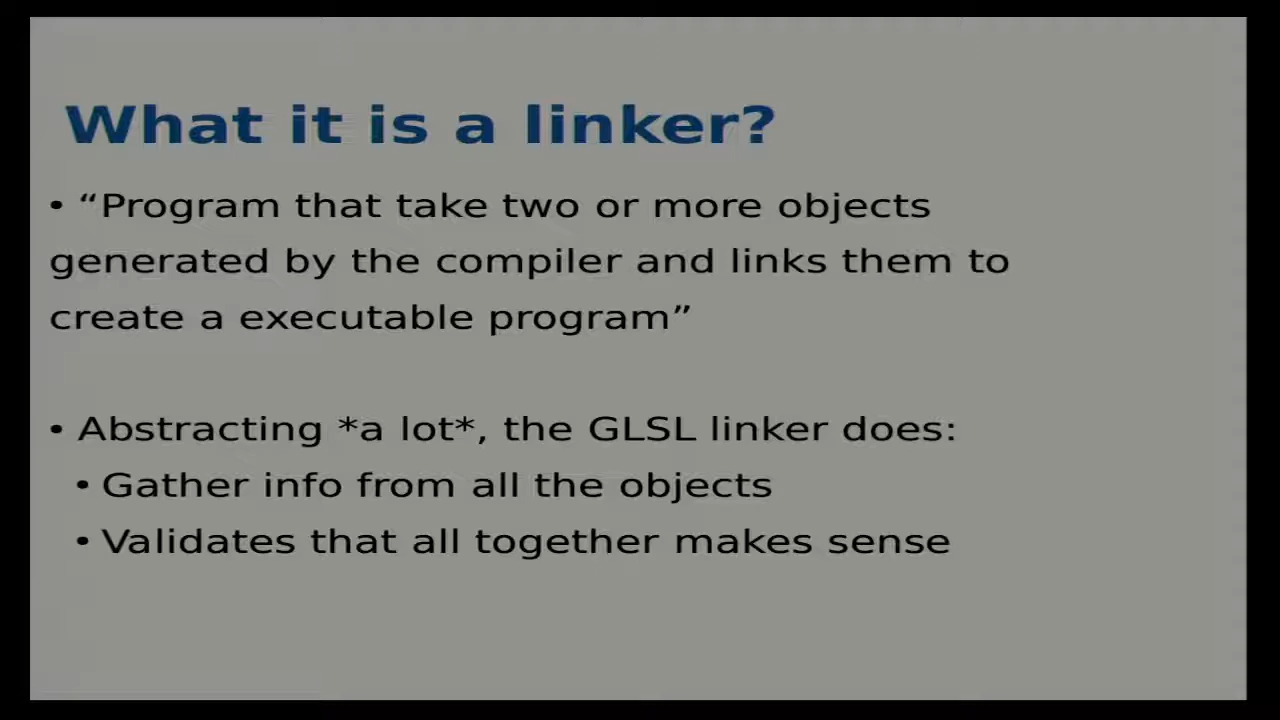 What it is a linker?
• “Program that take two or more objects
generated by the compiler and links them to
create a executable program”
• Abstracting *a lot*, the GLSL linker does:
• Gather info from all the objects
• Validates that all together makes sense